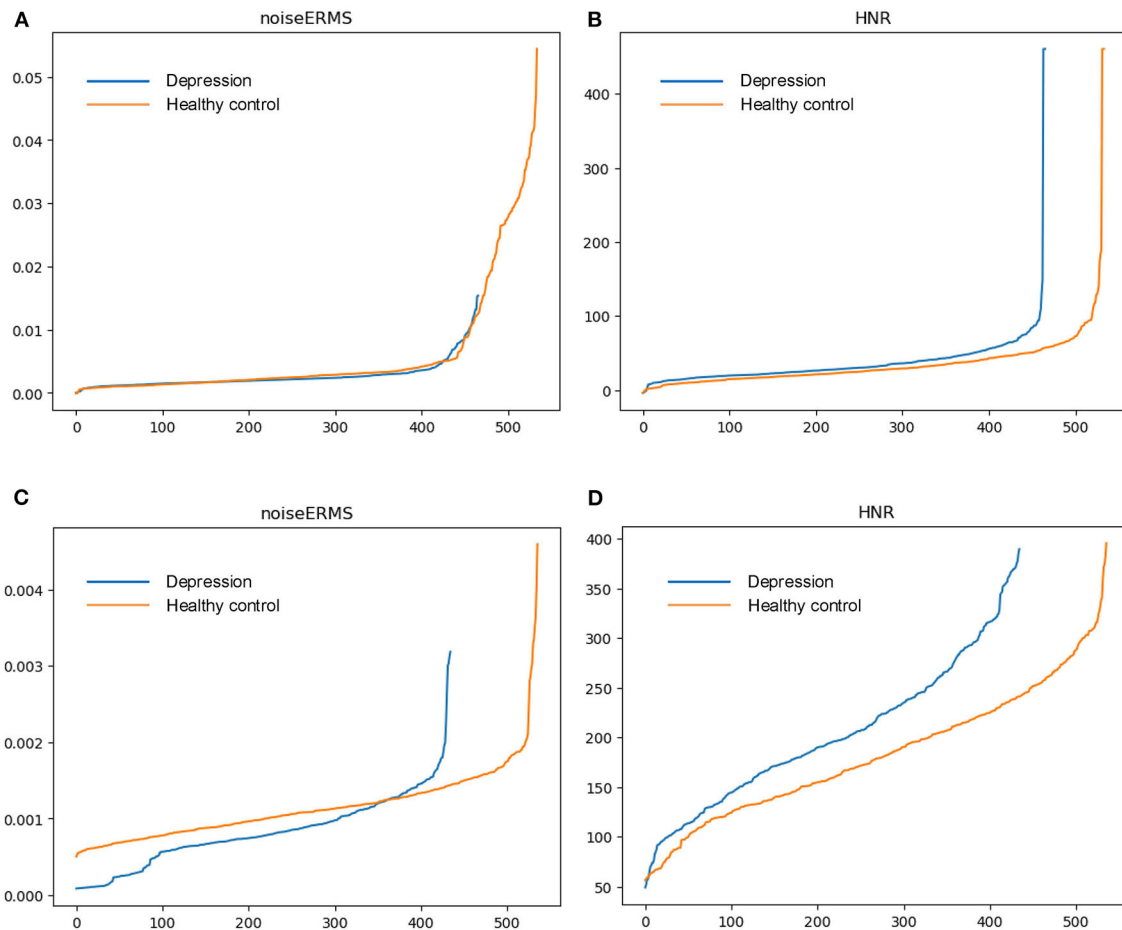 A
noiseERMS
0.05
0.04
0.03
0.02
0.01
0.00
Depression
Healthy control
0 100 200 300 400 500
B
HNR
400
300
200
100
0
Depression
Healthy control
0 100 200 300 400 500
C
noiseERMS
0.004
0.003
0.002
0.001
0.000
Depression
Healthy control
0 100 200 300 400 500
D
HNR
400
350
300
250
200
150
100
50
Depression
Healthy control
0 100 200 300 400 500